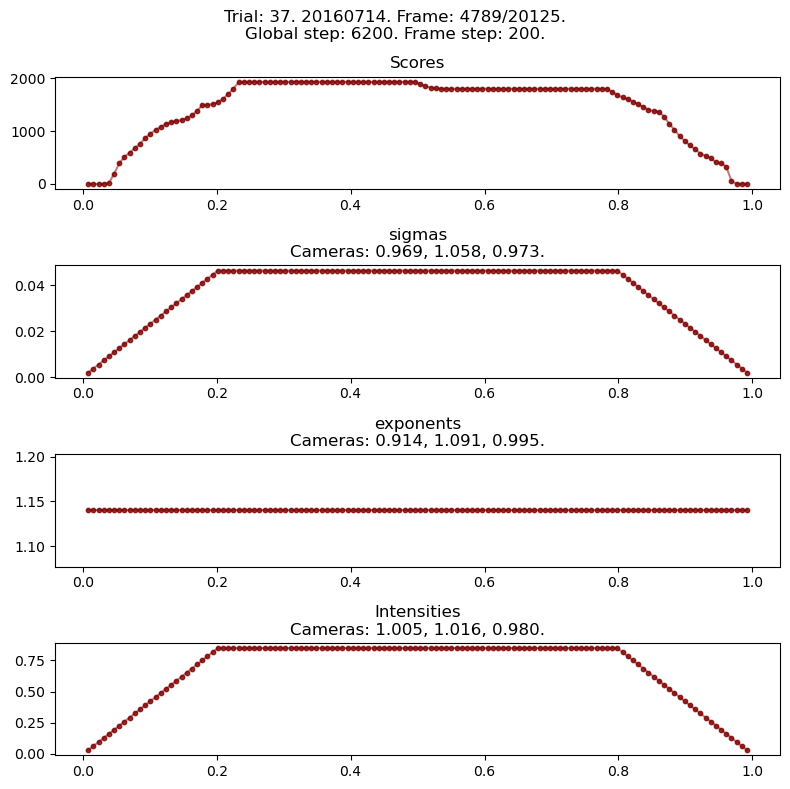 Trial: 37. 20160714. Frame: 4789/20125.
Global step: 6200. Frame step: 200.
Scores
2000
1000
0
0.0 0.2 0.4 0.6 0.8 1.0
sigmas
Cameras: 0.969, 1.058, 0.973.
0.04
0.02
0.00
0.0 0.2 0.4 0.6 0.8 1.0
exponents
Cameras: 0.914, 1.091, 0.995.
1.20
1.15
1.10
0.0 0.2 0.4 0.6 0.8 1.0
Intensities
Cameras: 1.005, 1.016, 0.980.
0.75
0.50
0.25
0.00
0.0 0.2 0.4 0.6 0.8 1.0